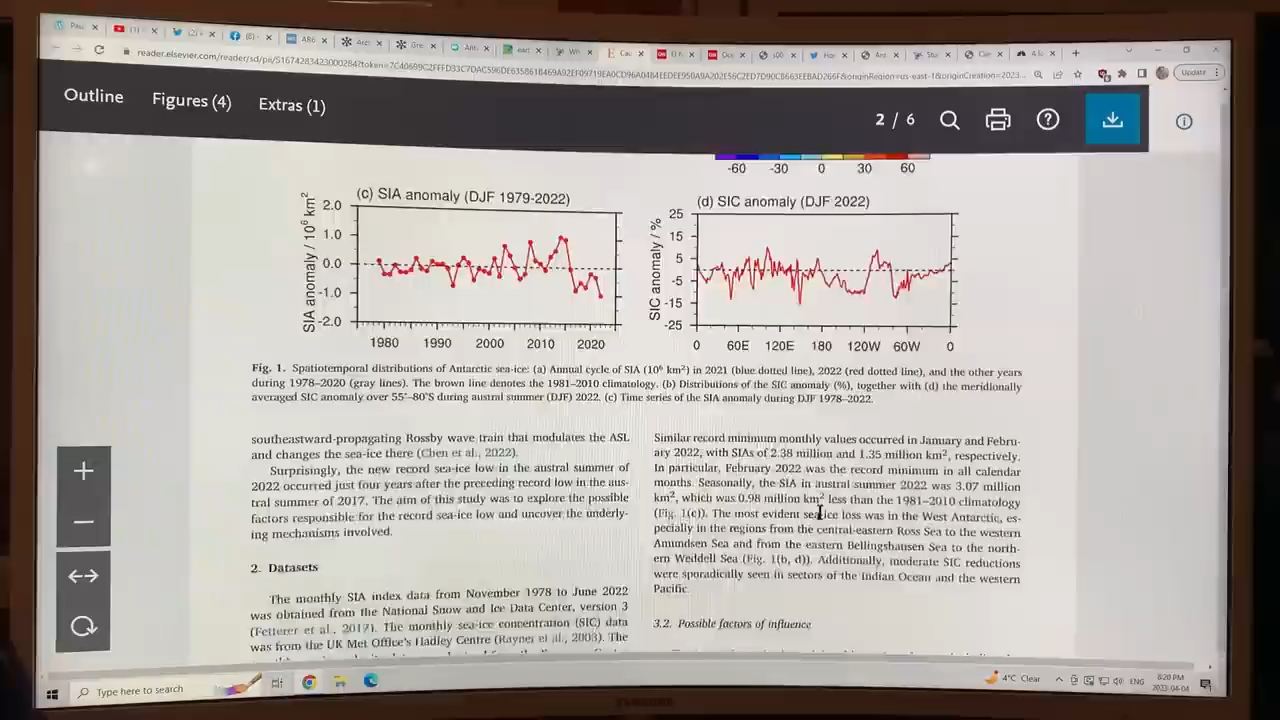 reader.elsevier.com/reader/sd/pii/
Update
Outline
Figures (4)
Extras (1)
2 / 6
-60 -30 0 30 60
(c) SIA anomaly (DJF 1979-2022)
SIA anomaly / 10⁶ km²
2.0
1.0
0.0
-1.0
-2.0
1980 1990 2000 2010 2020
(d) SIC anomaly (DJF 2022)
SIC anomaly / %
25
15
5
-5
-15
-25
0 60E 120E 180 120W 60W 0
Fig. 1. Spatiotemporal distributions of Antarctic sea-ice: (a) Annual cycle of SIA (10⁶ km²) in 2021 (blue dotted line), 2022 (red dotted line), and the other years
during 1978–2020 (gray lines). The brown line denotes the 1981–2010 climatology. (b) Distributions of the SIC anomaly (%), together with (d) the meridionally
averaged SIC anomaly over 55°–80°S during austral summer (DJF) 2022. (c) Time series of the SIA anomaly during DJF 1978–2022.
southeastward-propagating Rossby wave train that modulates the ASL
and changes the sea-ice there (Chen et al., 2022).
Surprisingly, the new record sea-ice low in the austral summer of
2022 occurred just four years after the preceding record low in the aus-
tral summer of 2017. The aim of this study was to explore the possible
factors responsible for the record sea-ice low and uncover the underly-
ing mechanisms involved.
2. Datasets
The monthly SIA index data from November 1978 to June 2022
was obtained from the National Snow and Ice Data Center, version 3
(Fetterer et al., 2017). The monthly sea-ice concentration (SIC) data
was from the UK Met Office's Hadley Centre (Rayner et al., 2003). The
Similar record minimum monthly values occurred in January and Febru-
ary 2022, with SIAs of 2.38 million and 1.35 million km², respectively.
In particular, February 2022 was the record minimum in all calendar
months. Seasonally, the SIA in austral summer 2022 was 3.07 million
km², which was 0.98 million km² less than the 1981–2010 climatology
(Fig. 1(c)). The most evident sea-ice loss was in the West Antarctic, es-
pecially in the regions from the central-eastern Ross Sea to the western
Amundsen Sea and from the eastern Bellingshausen Sea to the north-
ern Weddell Sea (Fig. 1(b, d)). Additionally, moderate SIC reductions
were sporadically seen in sectors of the Indian Ocean and the western
Pacific.
3.2. Possible factors of influence
Type here to search
4°C Clear
ENG
8:20 PM
2023-04-04
SAMSUNG